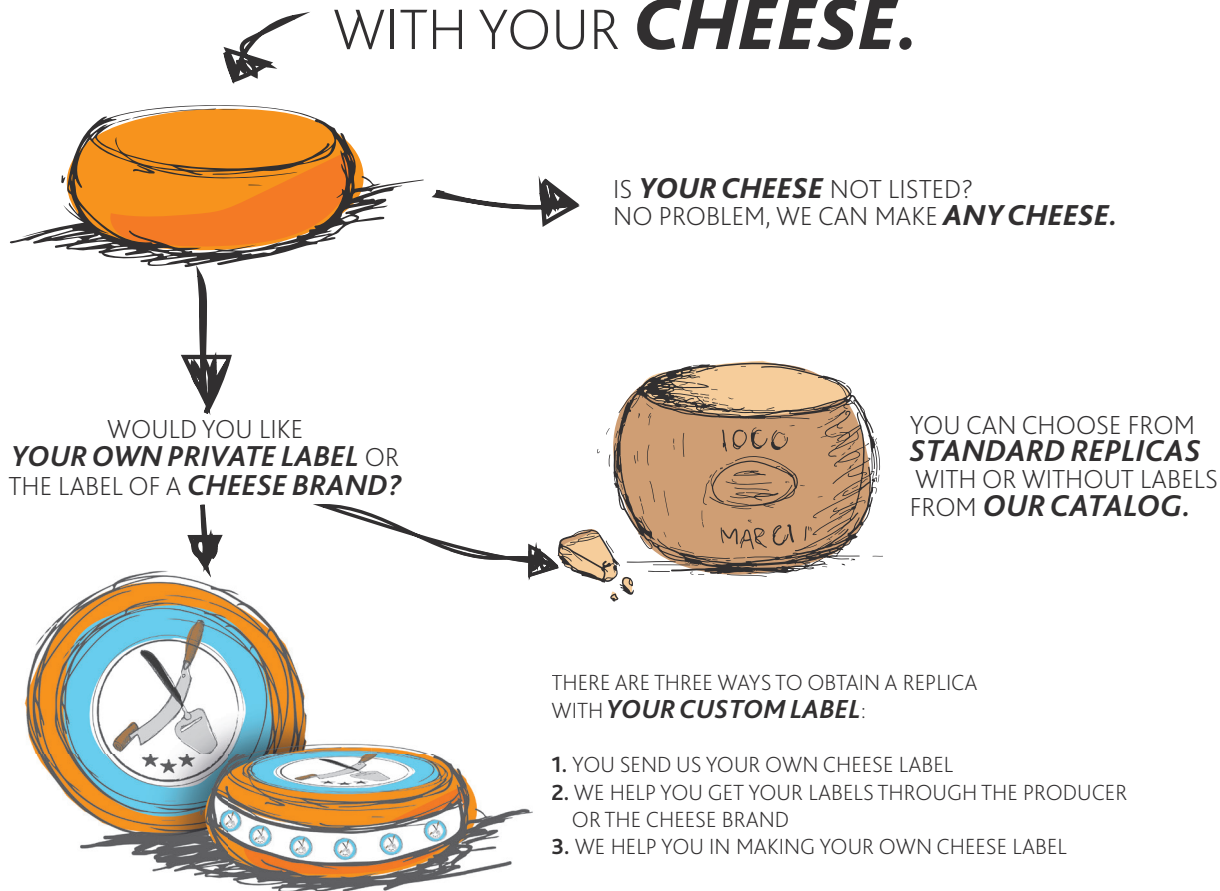 WITH YOUR CHEESE.
IS YOUR CHEESE NOT LISTED?
NO PROBLEM, WE CAN MAKE ANY CHEESE.
WOULD YOU LIKE
YOUR OWN PRIVATE LABEL OR
THE LABEL OF A CHEESE BRAND?
1000
MARCI
YOU CAN CHOOSE FROM
STANDARD REPLICAS
WITH OR WITHOUT LABELS
FROM OUR CATALOG.
THERE ARE THREE WAYS TO OBTAIN A REPLICA
WITH YOUR CUSTOM LABEL:
1. YOU SEND US YOUR OWN CHEESE LABEL
2. WE HELP YOU GET YOUR LABELS THROUGH THE PRODUCER
OR THE CHEESE BRAND
3. WE HELP YOU IN MAKING YOUR OWN CHEESE LABEL